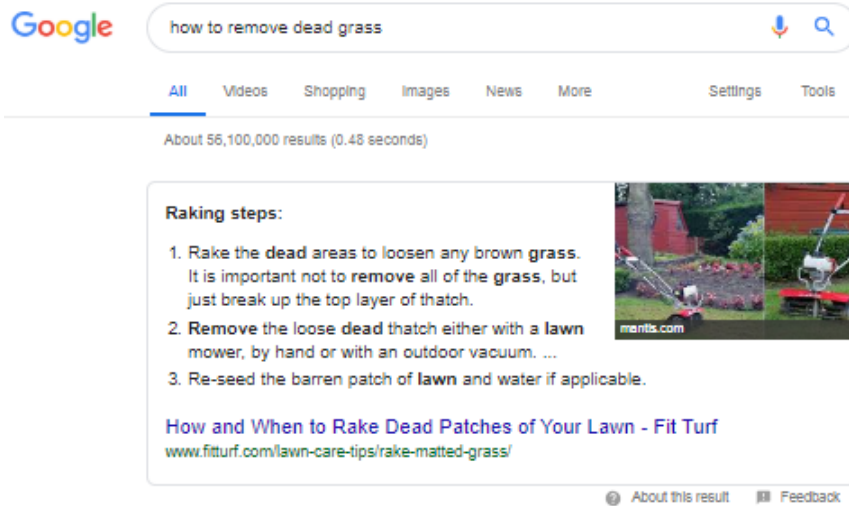 Google
how to remove dead grass
All Videos Shopping Images News More Settings Tools
About 56,100,000 results (0.48 seconds)
Raking steps:
1. Rake the dead areas to loosen any brown grass.
It is important not to remove all of the grass, but
just break up the top layer of thatch.
2. Remove the loose dead thatch either with a lawn
mower, by hand or with an outdoor vacuum. ...
3. Re-seed the barren patch of lawn and water if applicable.
mantis.com
How and When to Rake Dead Patches of Your Lawn - Fit Turf
www.fitturf.com/lawn-care-tips/rake-matted-grass/
About this result Feedback